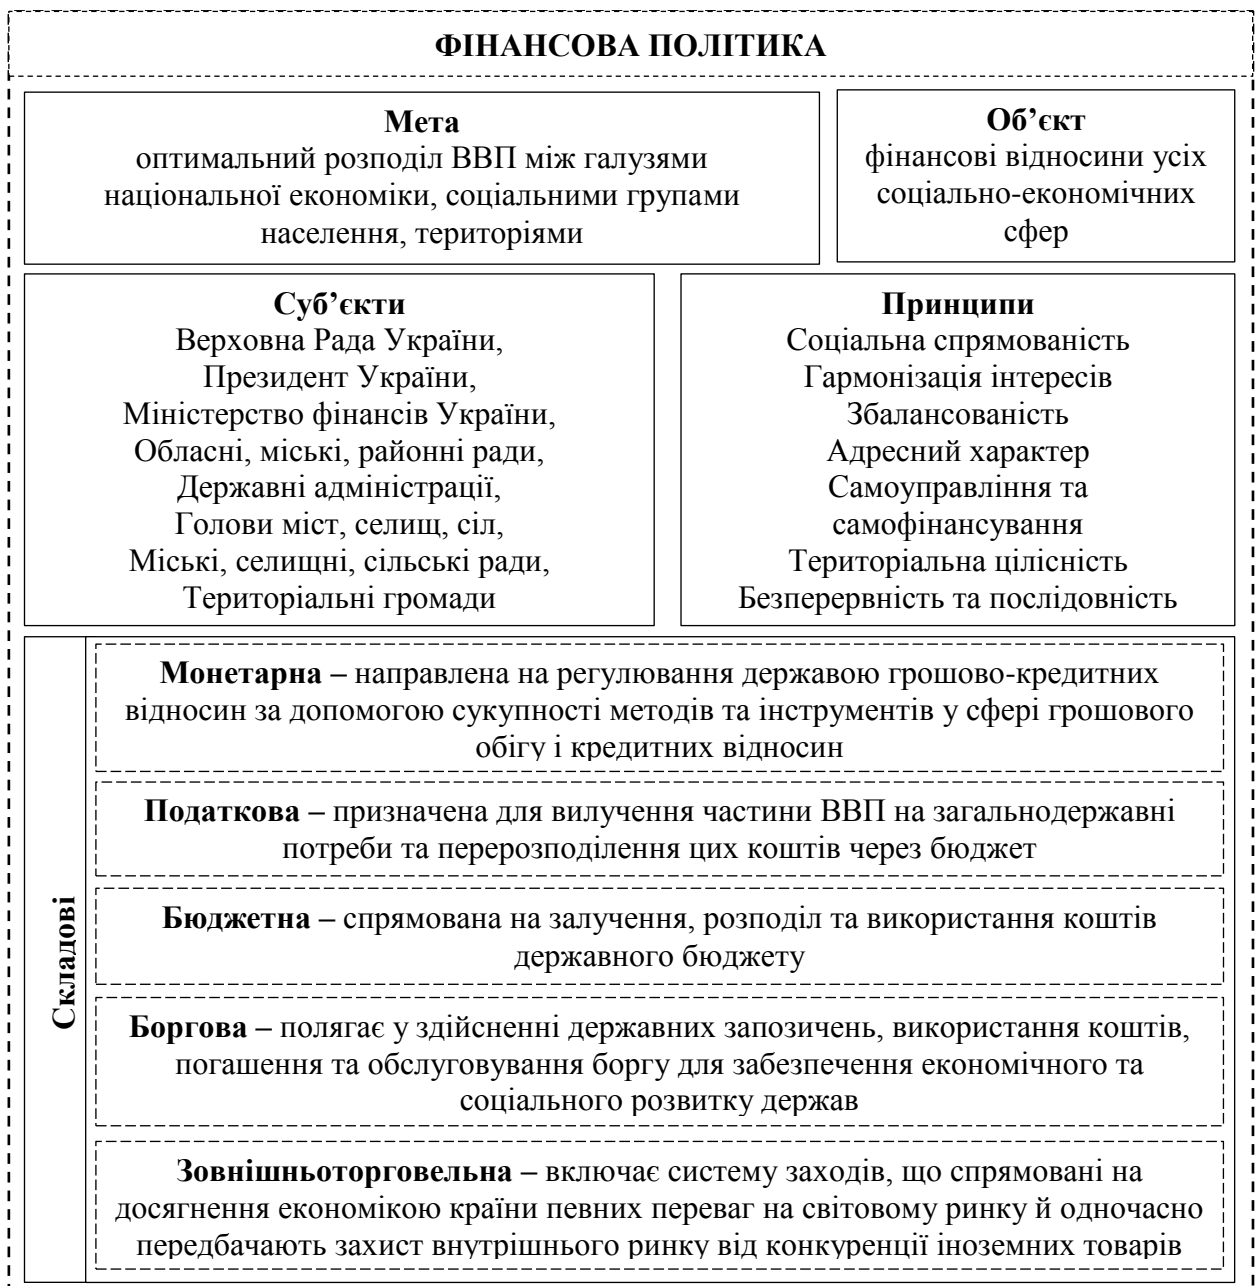 ФІНАНСОВА ПОЛІТИКА
Мета
оптимальний розподіл ВВП між галузями
національної економіки, соціальними групами
населення, територіями
Об’єкт
фінансові відносини усіх
соціально-економічних
сфер
Суб’єкти
Верховна Рада України,
Президент України,
Міністерство фінансів України,
Обласні, міські, районні ради,
Державні адміністрації,
Голови міст, селищ, сіл,
Міські, селищні, сільські ради,
Територіальні громади
Принципи
Соціальна спрямованість
Гармонізація інтересів
Збалансованість
Адресний характер
Самоуправління та
самофінансування
Територіальна цілісність
Безперервність та послідовність
Складові
Монетарна – направлена на регулювання державою грошово-кредитних
відносин за допомогою сукупності методів та інструментів у сфері грошового
обігу і кредитних відносин
Податкова – призначена для вилучення частини ВВП на загальнодержавні
потреби та перерозподілення цих коштів через бюджет
Бюджетна – спрямована на залучення, розподіл та використання коштів
державного бюджету
Боргова – полягає у здійсненні державних запозичень, використання коштів,
погашення та обслуговування боргу для забезпечення економічного та
соціального розвитку держав
Зовнішньоторговельна – включає систему заходів, що спрямовані на
досягнення економікою країни певних переваг на світовому ринку й одночасно
передбачають захист внутрішнього ринку від конкуренції іноземних товарів